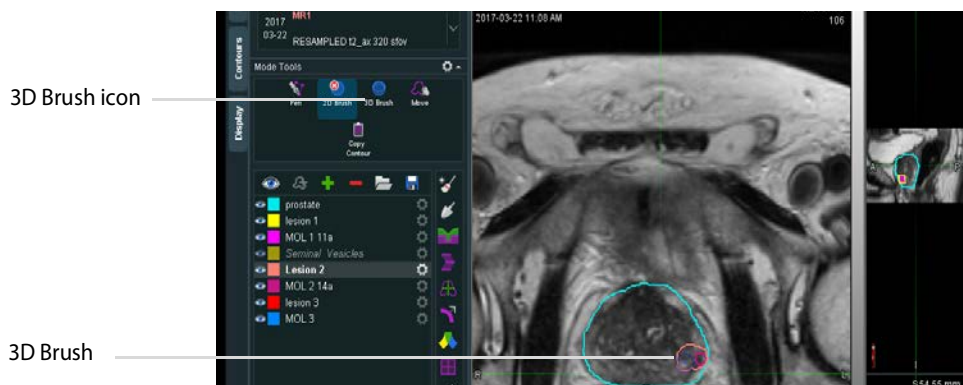 3D Brush icon
3D Brush
Contours
Display
2017
03-22
MR1
RESAMPLED t2_ax 320 sfov
Mode Tools
Pen
2D Brush
3D Brush
Move
Copy
Contour
prostate
lesion 1
MOL 1 11a
Seminal Vesicles
Lesion 2
MOL 2 14a
lesion 3
MOL 3
2017-03-22 11:08 AM
106
R
L
A
P